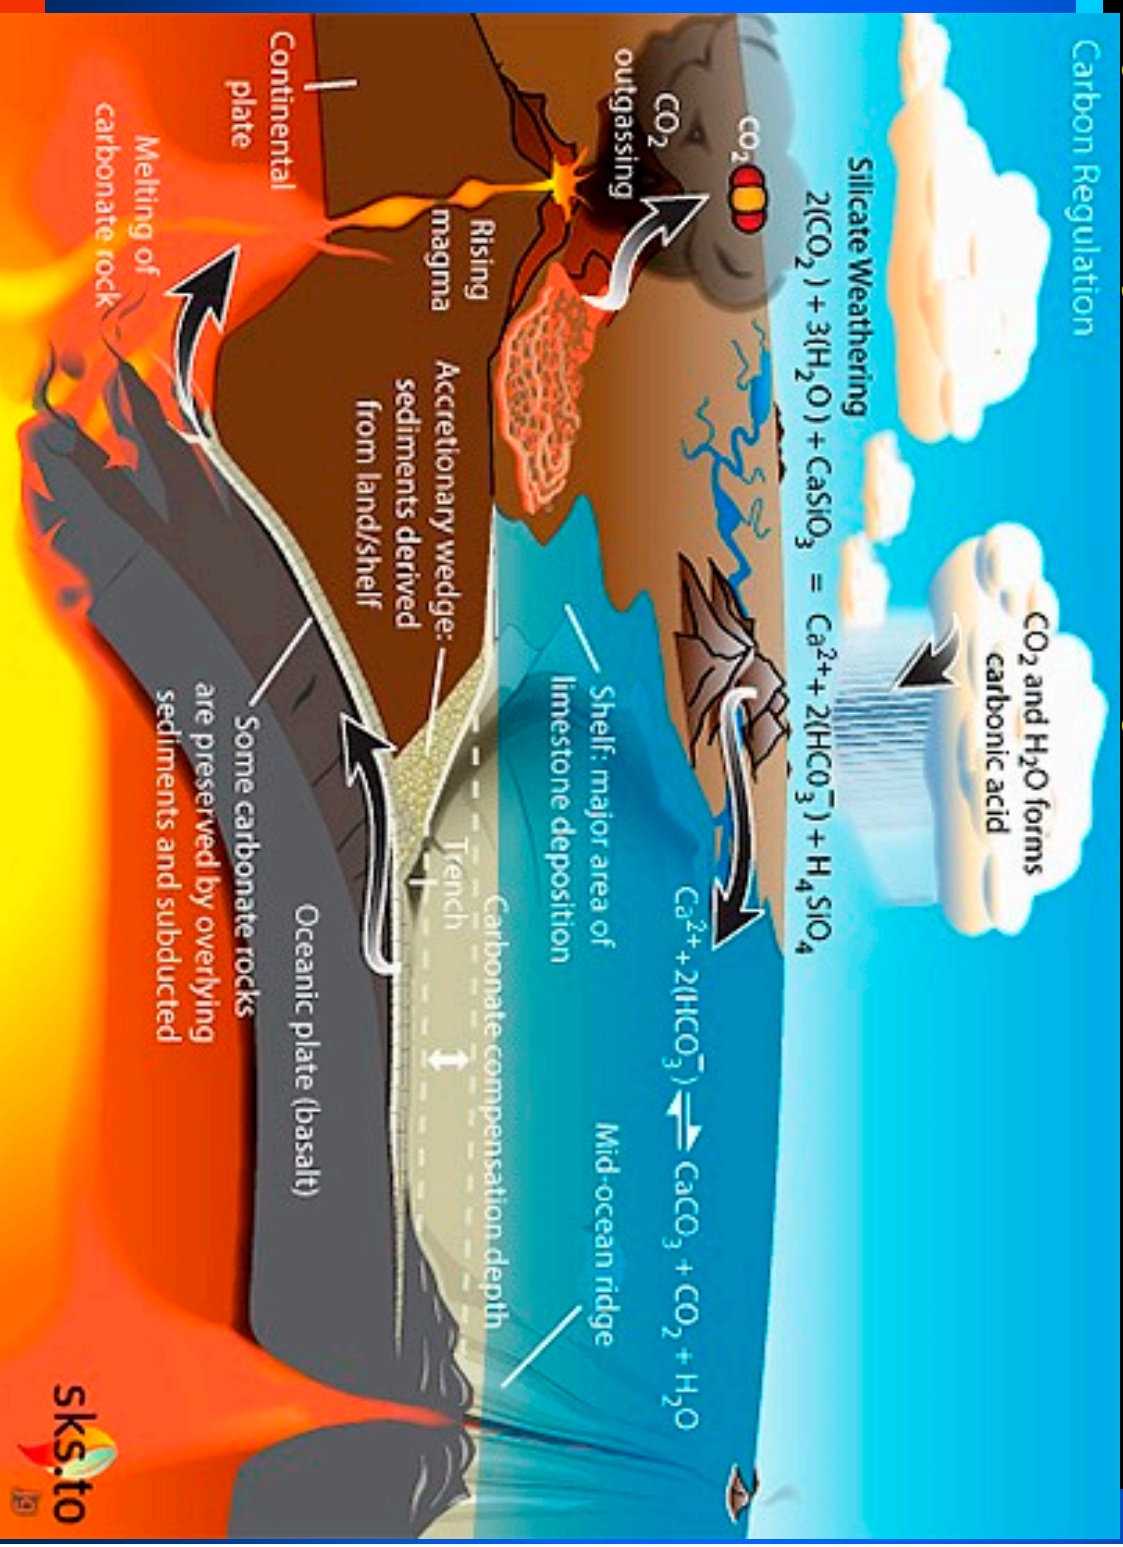 Carbon Regulation
CO₂ and H₂O forms
carbonic acid
Silicate Weathering
2(CO₂) + 3(H₂O) + CaSiO₃ = Ca²⁺ + 2(HCO₃⁻) + H₄SiO₄
CO₂
CO₂
outgassing
Ca²⁺ + 2(HCO₃⁻) ⇌ CaCO₃ + CO₂ + H₂O
Shelf: major area of
limestone deposition
Mid-ocean ridge
Carbonate compensation depth
Trench
Rising
magma
Accretionary wedge:
sediments derived
from land/shelf
Continental
plate
Oceanic plate (basalt)
Some carbonate rocks
are preserved by overlying
sediments and subducted
Melting of
carbonate rock
sks.to
jg